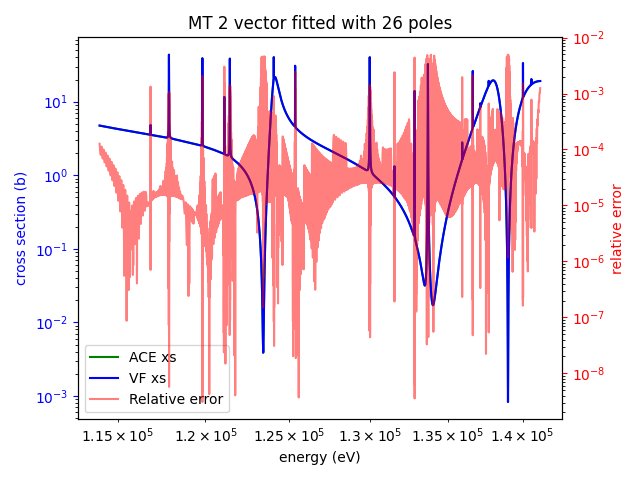 MT 2 vector fitted with 26 poles
cross section (b)
10¹
10⁰
10⁻¹
10⁻²
10⁻³
10⁻²
10⁻³
10⁻⁴
10⁻⁵
10⁻⁶
10⁻⁷
10⁻⁸
relative error
ACE xs
VF xs
Relative error
1.15 × 10⁵ 1.2 × 10⁵ 1.25 × 10⁵ 1.3 × 10⁵ 1.35 × 10⁵ 1.4 × 10⁵
energy (eV)